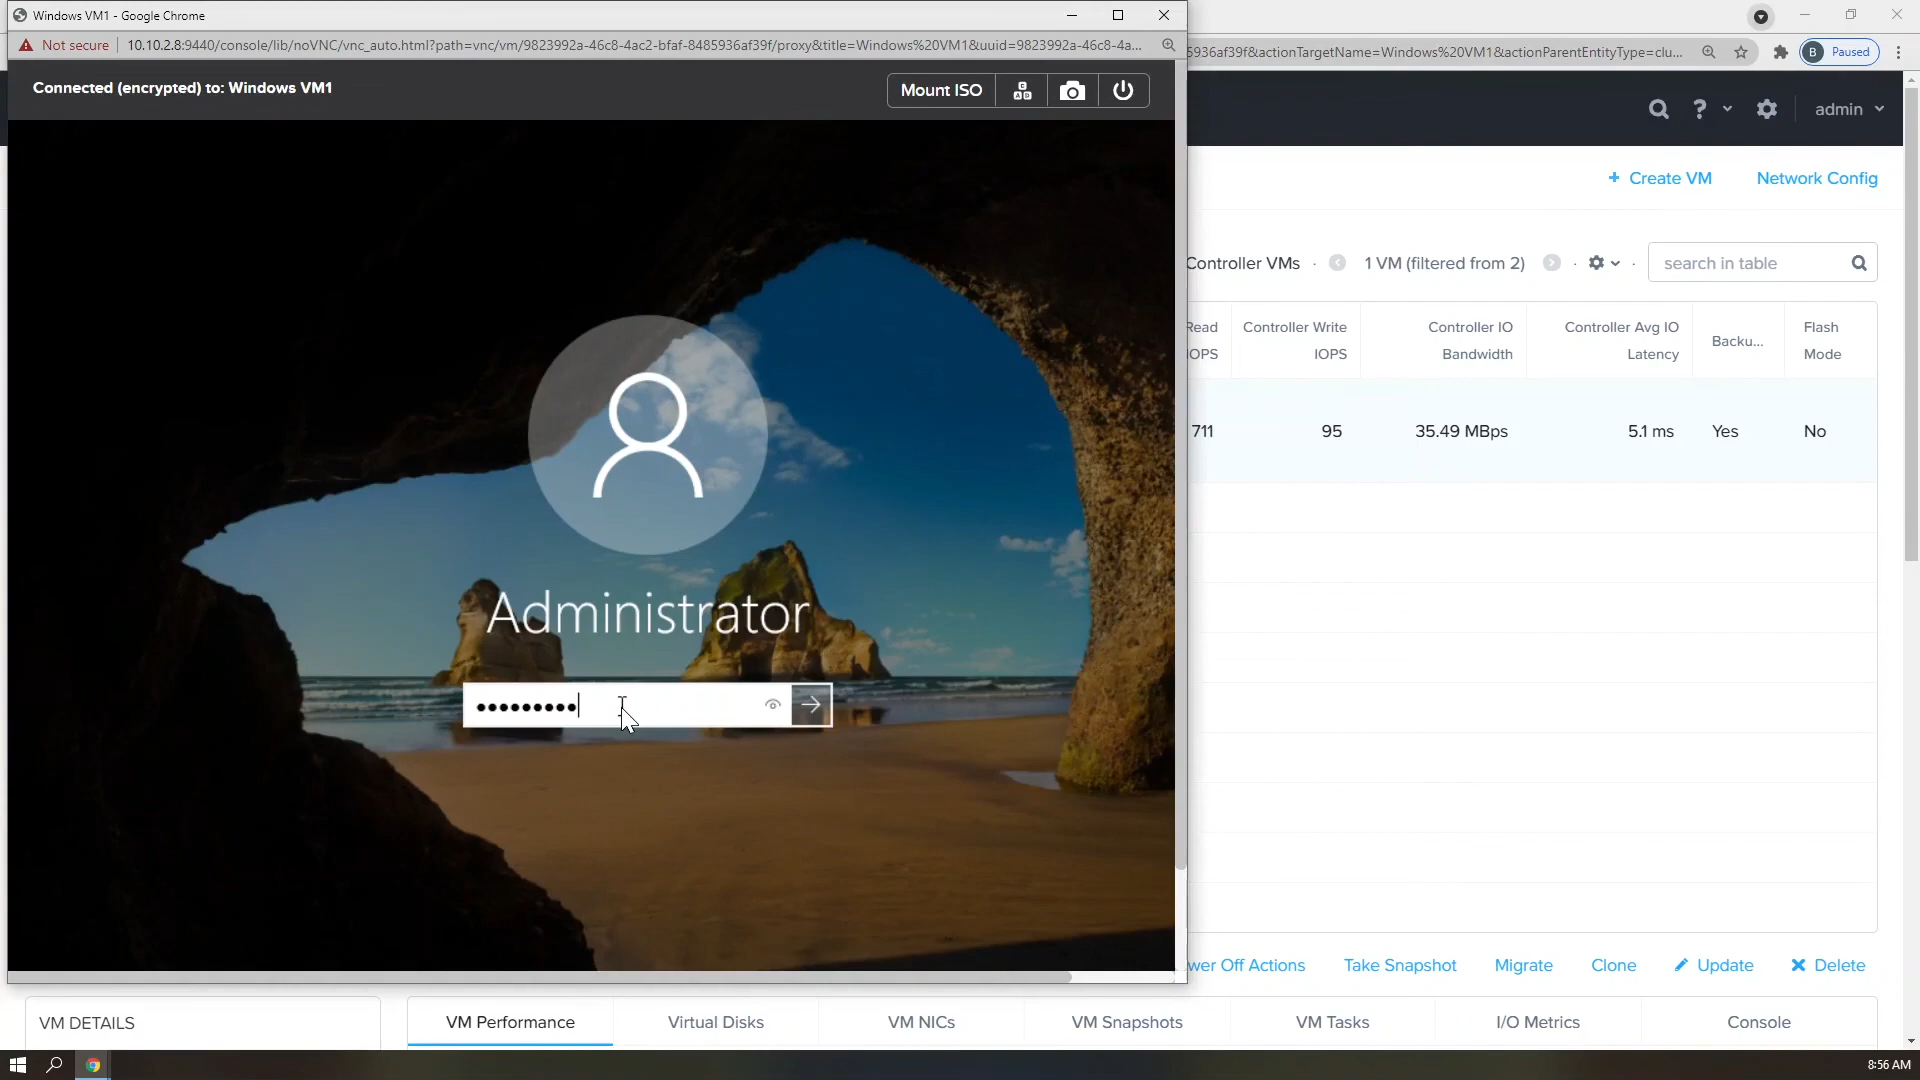 Windows VM1 - Google Chrome
Not secure
10.10.2.8:9440/console/lib/noVNC/vnc_auto.html?path=vnc/vm/9823992a-46c8-4ac2-bfaf-8485936af39f/proxy&title=Windows%20VM1&uuid=9823992a-46c8-4a...
5936af39f&actionTargetName=Windows%20VM1&actionParentEntityType=clu...
B Paused
Connected (encrypted) to: Windows VM1
Mount ISO
? admin
+ Create VM
Network Config
Controller VMs · 1 VM (filtered from 2) · ·
search in table
Read IOPS
Controller Write IOPS
Controller IO Bandwidth
Controller Avg IO Latency
Backu...
Flash Mode
711
95
35.49 MBps
5.1 ms
Yes
No
Administrator
wer Off Actions
Take Snapshot
Migrate
Clone
Update
Delete
VM DETAILS
VM Performance
Virtual Disks
VM NICs
VM Snapshots
VM Tasks
I/O Metrics
Console
8:56 AM